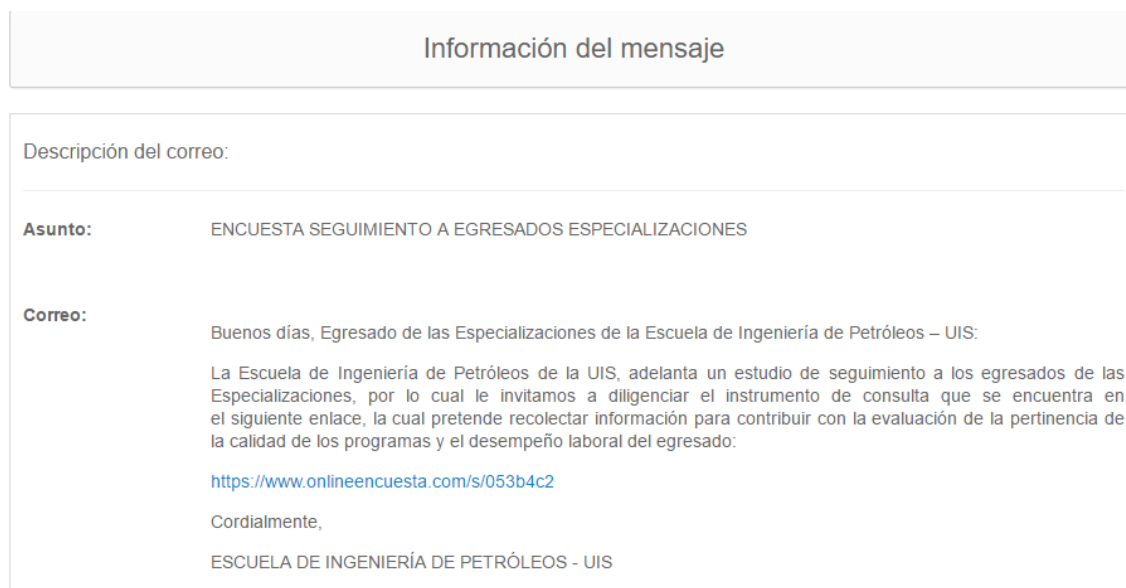 Información del mensaje
Descripción del correo:
Asunto: ENCUESTA SEGUIMIENTO A EGRESADOS ESPECIALIZACIONES
Correo:
Buenos días, Egresado de las Especializaciones de la Escuela de Ingeniería de Petróleos – UIS:
La Escuela de Ingeniería de Petróleos de la UIS, adelanta un estudio de seguimiento a los egresados de las
Especializaciones, por lo cual le invitamos a diligenciar el instrumento de consulta que se encuentra en
el siguiente enlace, la cual pretende recolectar información para contribuir con la evaluación de la pertinencia de
la calidad de los programas y el desempeño laboral del egresado:
https://www.onlineencuesta.com/s/053b4c2
Cordialmente,
ESCUELA DE INGENIERÍA DE PETRÓLEOS - UIS